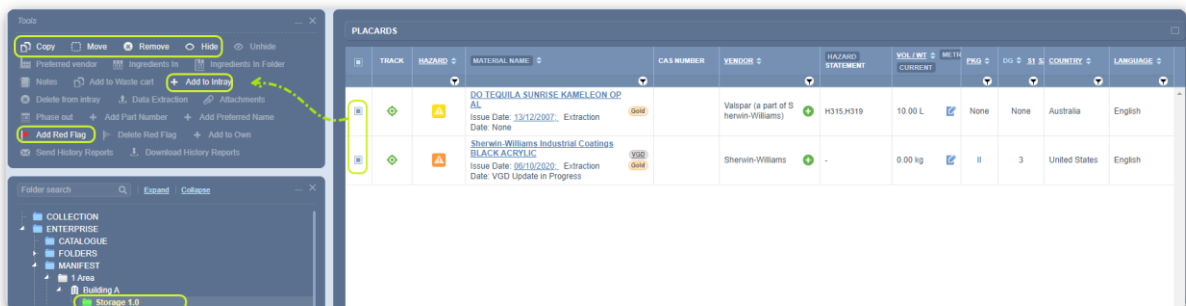 Tools
Copy Move Remove Hide Unhide
Preferred vendor Ingredients In Ingredients In Folder
Notes Add to Waste cart + Add to Intray
Delete from intray Data Extraction Attachments
Phase out + Add Part Number + Add Preferred Name
Add Red Flag Delete Red Flag + Add to Own
Send History Reports Download History Reports
Folder search Expand Collapse
COLLECTION
ENTERPRISE
CATALOGUE
FOLDERS
MANIFEST
1 Area
Building A
Storage 1.0
PLACARDS
TRACK HAZARD MATERIAL NAME CAS NUMBER VENDOR HAZARD STATEMENT VOL / WT CURRENT METR PKG DG S1 S COUNTRY LANGUAGE
DO TEQUILA SUNRISE KAMELEON OP
AL
Issue Date: 13/12/2007; Extraction
Date: None
Gold
Valspar (a part of S
herwin-Williams)
H315,H319 10.00 L None None Australia English
Sherwin-Williams Industrial Coatings
BLACK ACRYLIC
Issue Date: 06/10/2020; Extraction
Date: VGD Update in Progress
VGD
Gold
Sherwin-Williams - 0.00 kg II 3 United States English